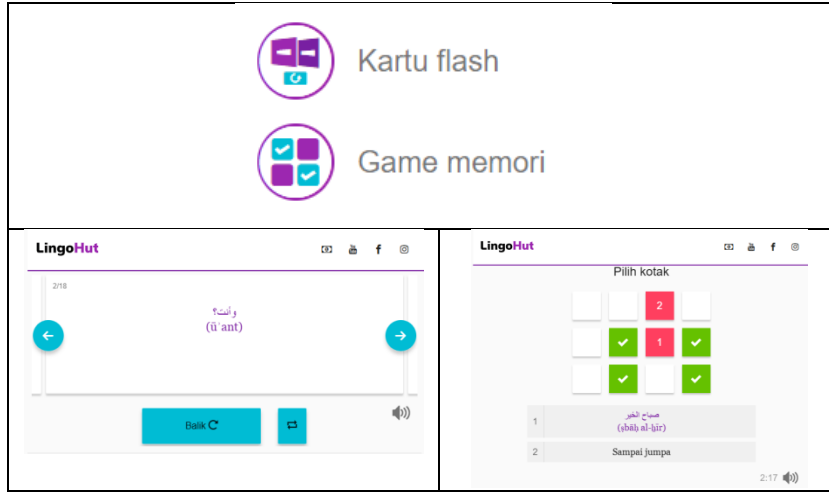 Kartu flash
Game memori
LingoHut
2/18
وأنت؟
(ū'ant)
Balik
LingoHut
Pilih kotak
2
1
1 صباح الخير
(ṣbāḥ al-ḫir)
2 Sampai jumpa
2:17